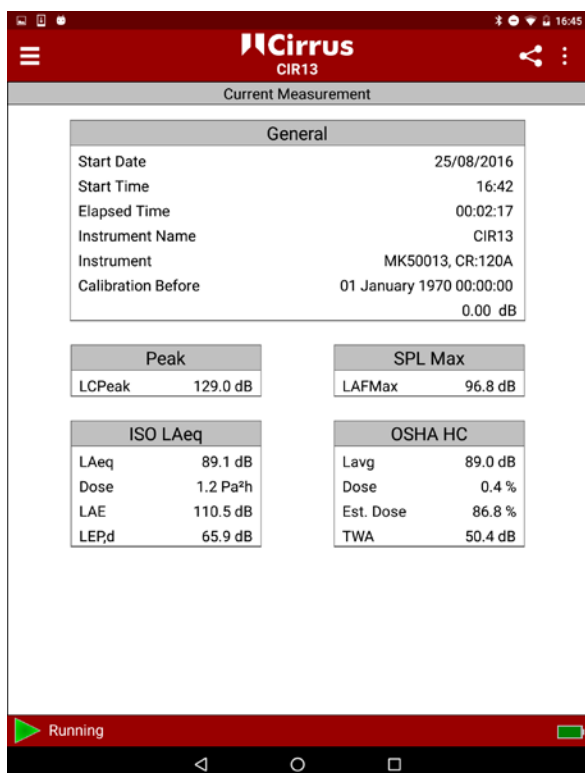 16:45
Cirrus
CIR13
Current Measurement
General
Start Date 25/08/2016
Start Time 16:42
Elapsed Time 00:02:17
Instrument Name CIR13
Instrument MK50013, CR:120A
Calibration Before 01 January 1970 00:00:00
0.00 dB
Peak
LCPeak 129.0 dB
SPL Max
LAFMax 96.8 dB
ISO LAeq
LAeq 89.1 dB
Dose 1.2 Pa²h
LAE 110.5 dB
LEP,d 65.9 dB
OSHA HC
Lavg 89.0 dB
Dose 0.4 %
Est. Dose 86.8 %
TWA 50.4 dB
Running